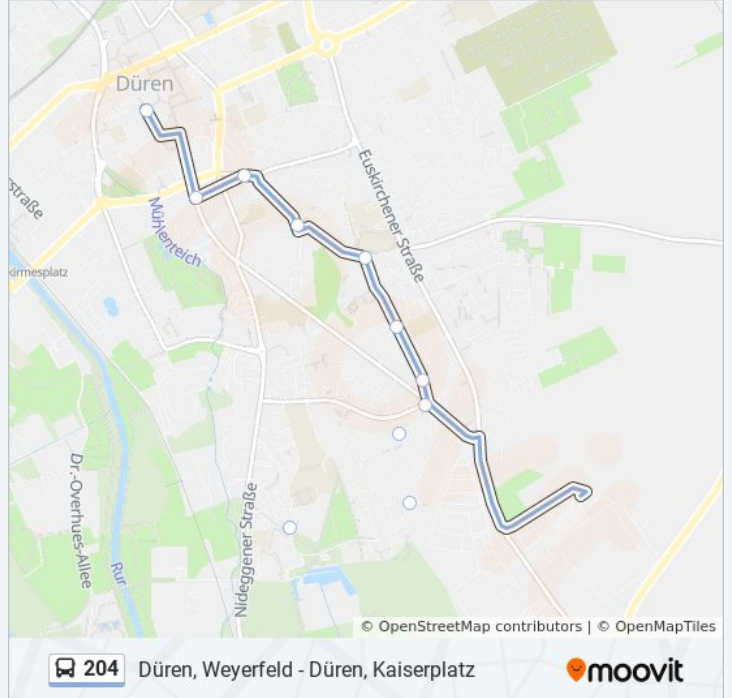 Düren
Euskirchener Straße
straße
Mühlenteich
kirmesplatz
Dr.-Overhues-Allee
Nideggener Straße
Rur
© OpenStreetMap contributors | © OpenMapTiles
204 Düren, Weyerfeld - Düren, Kaiserplatz moovit